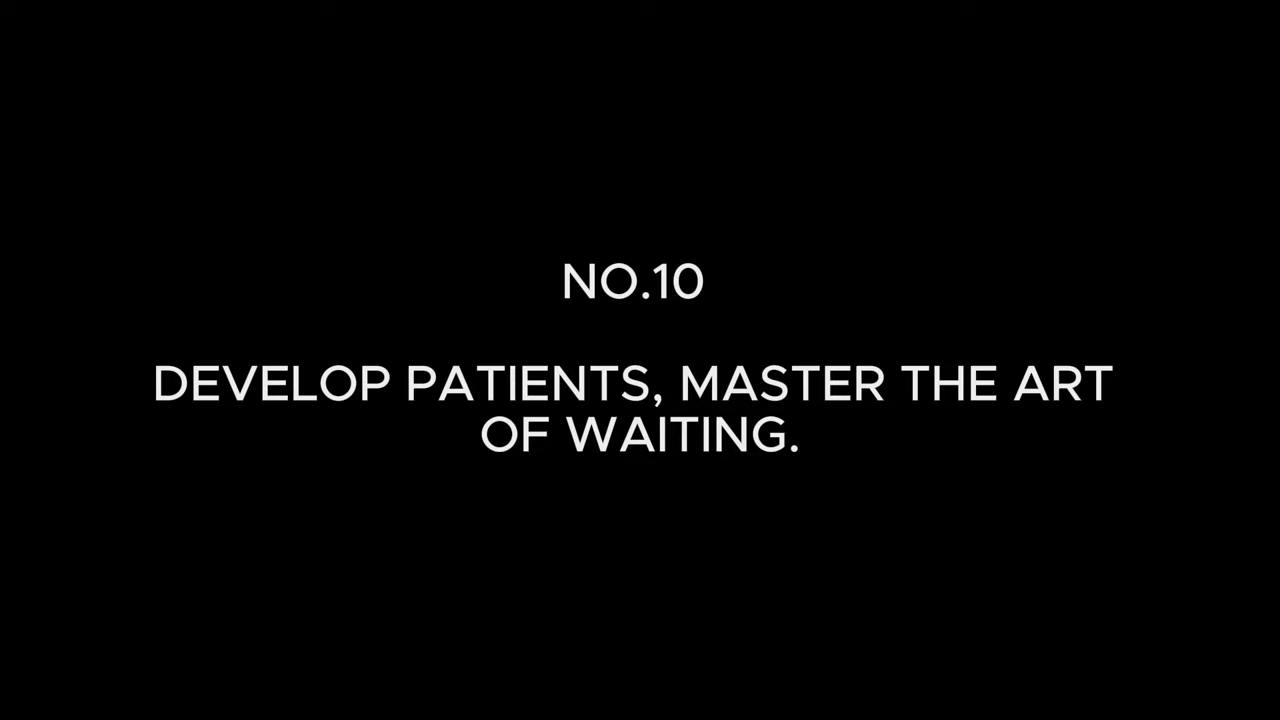 NO.10
DEVELOP PATIENTS, MASTER THE ART
OF WAITING.